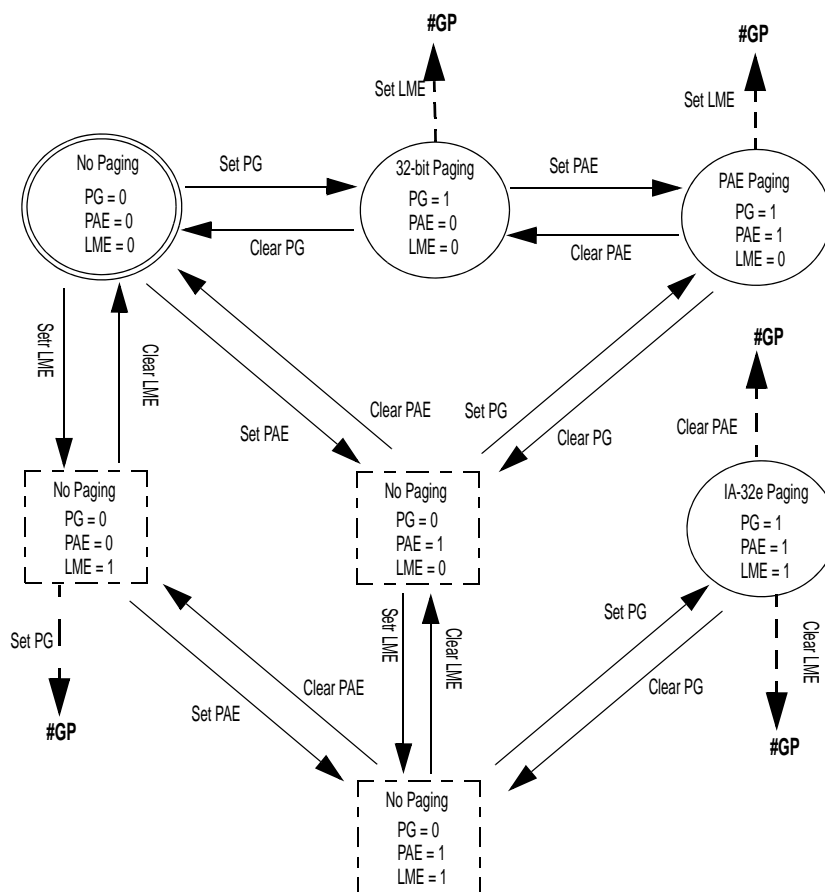 #GP
#GP
Set LME
Set LME
No Paging
PG = 0
PAE = 0
LME = 0
Set PG
Clear PG
32-bit Paging
PG = 1
PAE = 0
LME = 0
Set PAE
Clear PAE
PAE Paging
PG = 1
PAE = 1
LME = 0
Setr LME
Clear LME
Set PAE
Clear PAE
Set PG
Clear PG
#GP
Clear PAE
No Paging
PG = 0
PAE = 0
LME = 1
No Paging
PG = 0
PAE = 1
LME = 0
IA-32e Paging
PG = 1
PAE = 1
LME = 1
Set PG
#GP
Set PAE
Clear PAE
Setr LME
Clear LME
Set PG
Clear PG
Clear LME
#GP
No Paging
PG = 0
PAE = 1
LME = 1